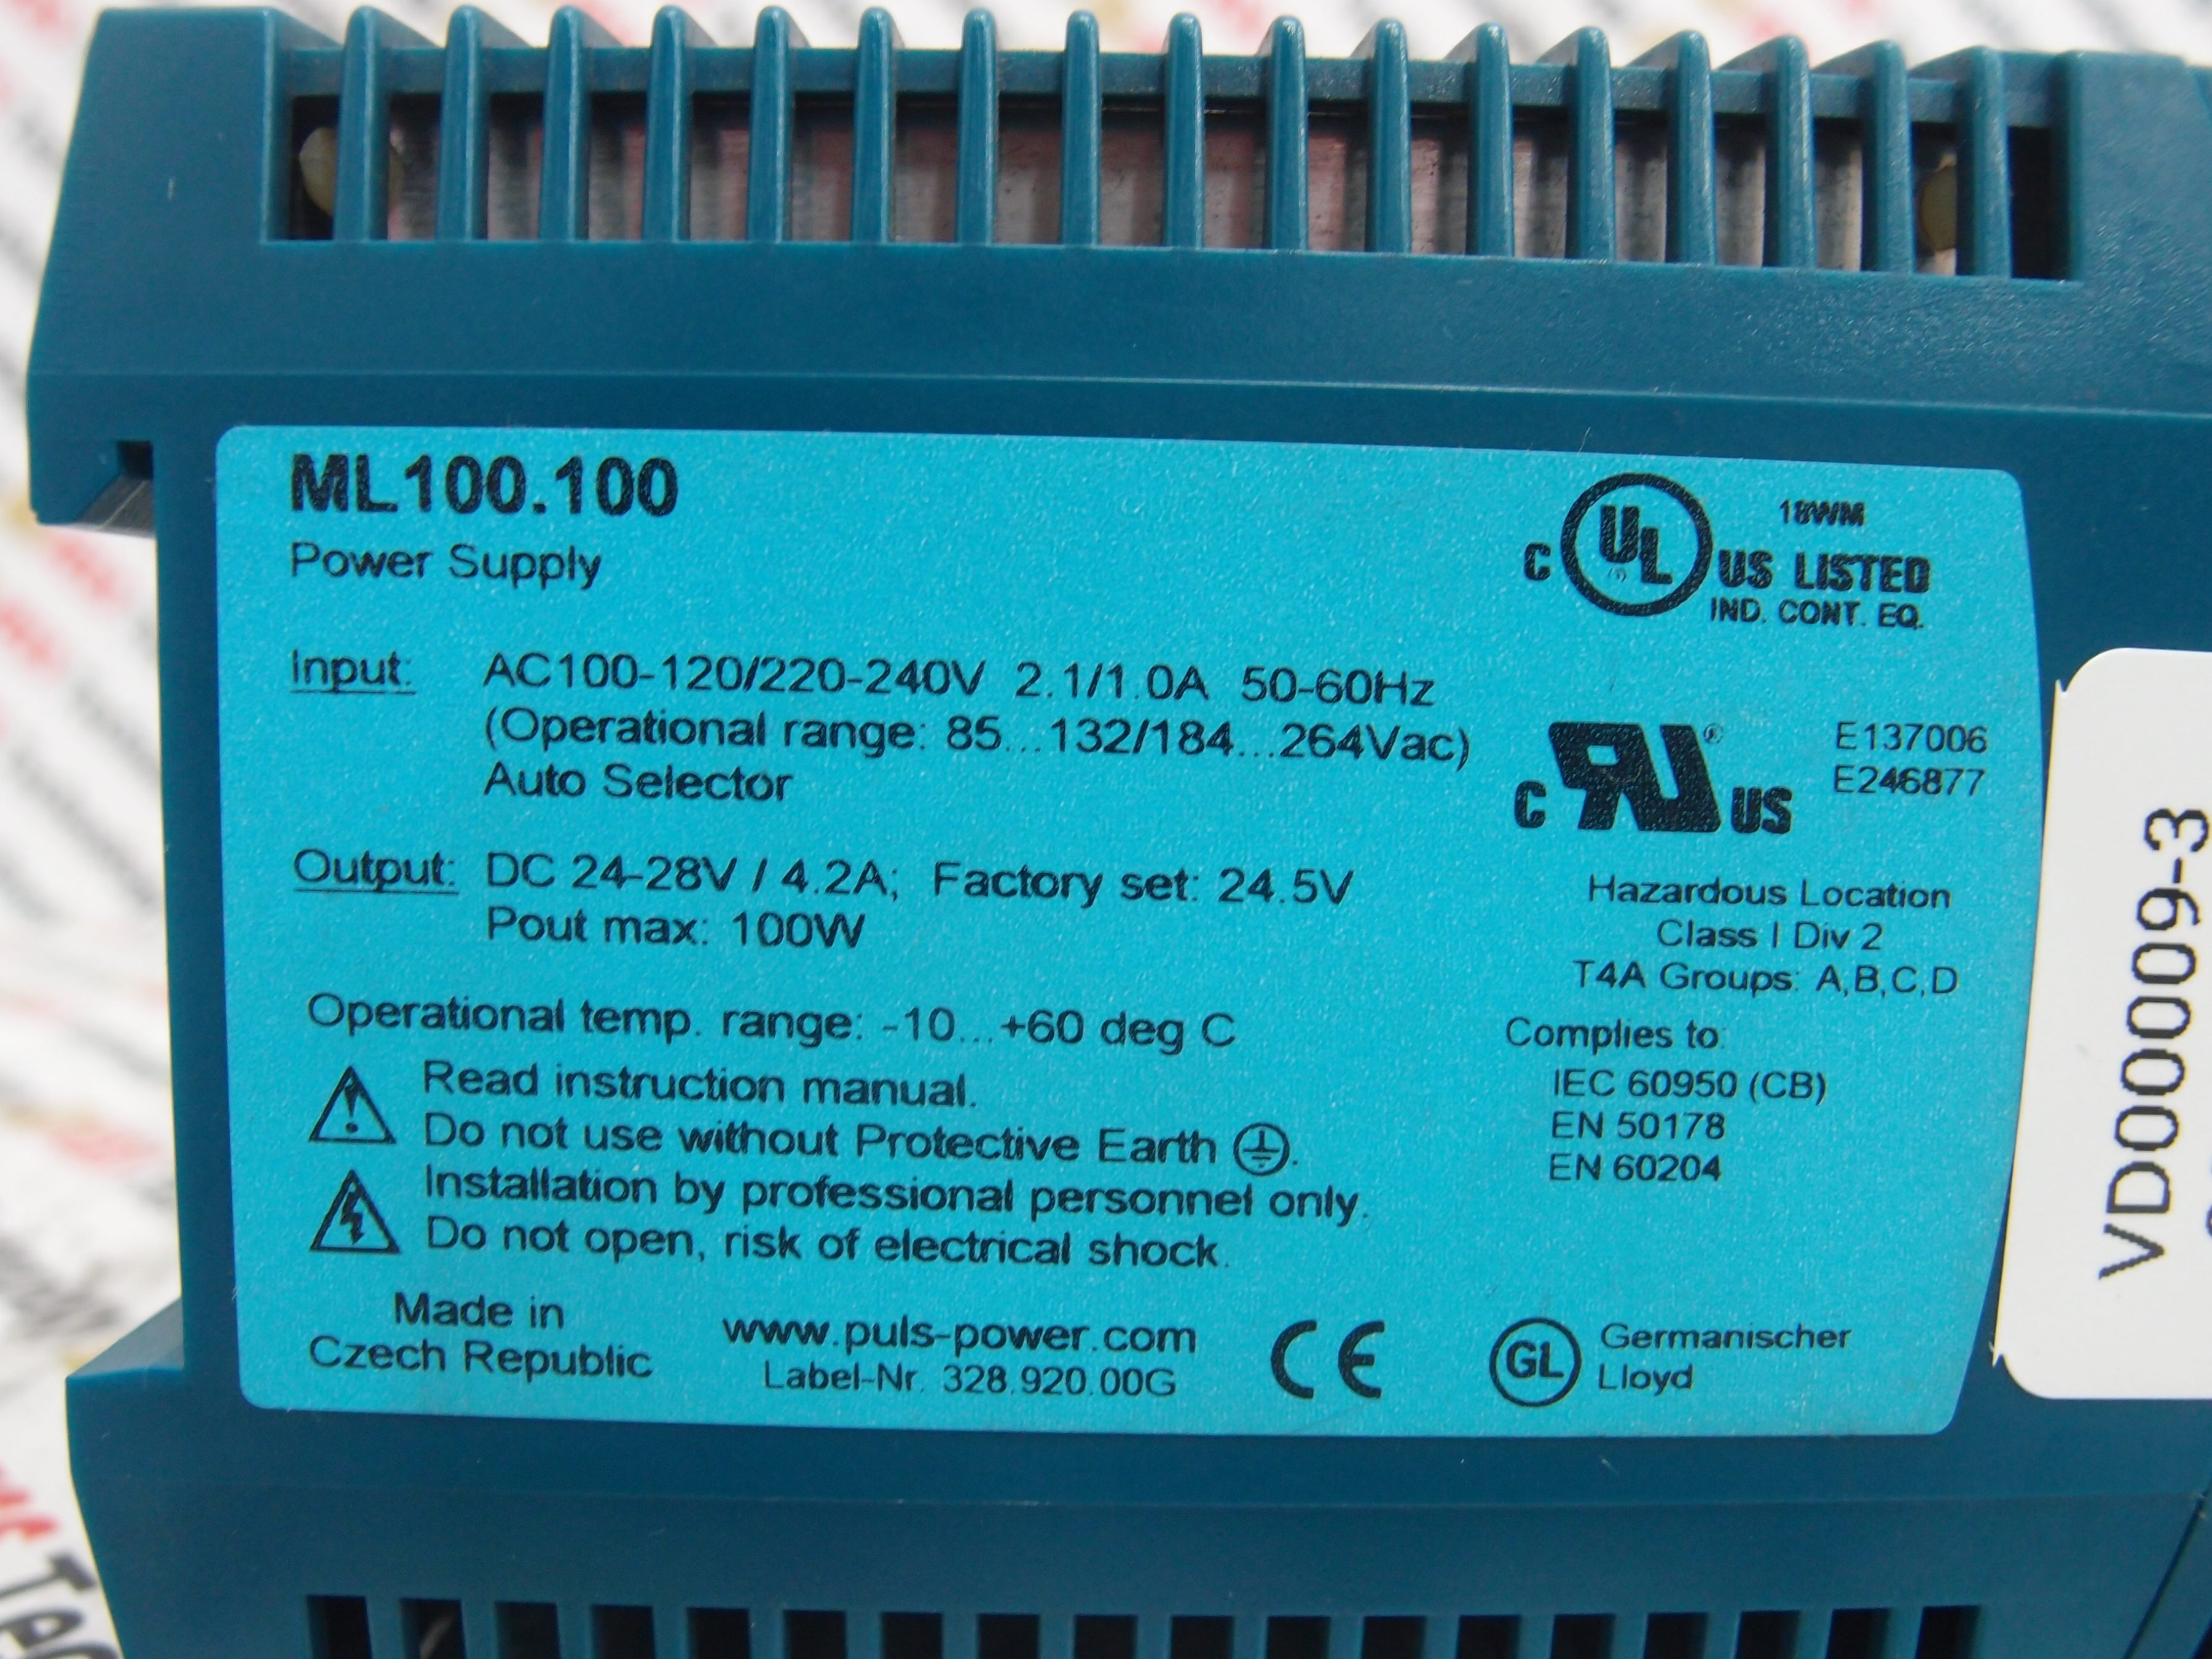 ML100.100
Power Supply
Input: AC100-120/220-240V 2.1/1.0A 50-60Hz
(Operational range: 85...132/184...264Vac)
Auto Selector
Output: DC 24-28V / 4.2A; Factory set: 24.5V
Pout max: 100W
Operational temp. range: -10...+60 deg C
Read instruction manual.
Do not use without Protective Earth .
Installation by professional personnel only.
Do not open, risk of electrical shock.
Made in
Czech Republic
www.puls-power.com
Label-Nr. 328.920.00G
CE
GL
Germanischer
Lloyd
18WM
C UL US LISTED
IND. CONT. EQ.
C RU® US
E137006
E246877
Hazardous Location
Class I Div 2
T4A Groups: A,B,C,D
Complies to:
IEC 60950 (CB)
EN 50178
EN 60204
VD00009-3